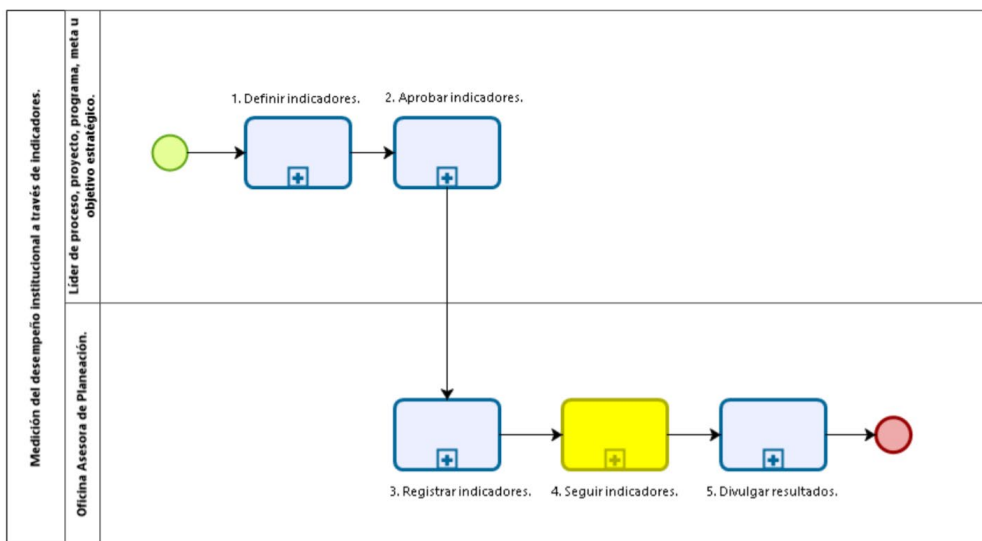 Medición del desempeño institucional a través de indicadores.
Líder de proceso, proyecto, programa, meta u
objetivo estratégico.
1. Definir indicadores.
2. Aprobar indicadores.
Oficina Asesora de Planeación.
3. Registrar indicadores.
4. Seguir indicadores.
5. Divulgar resultados.